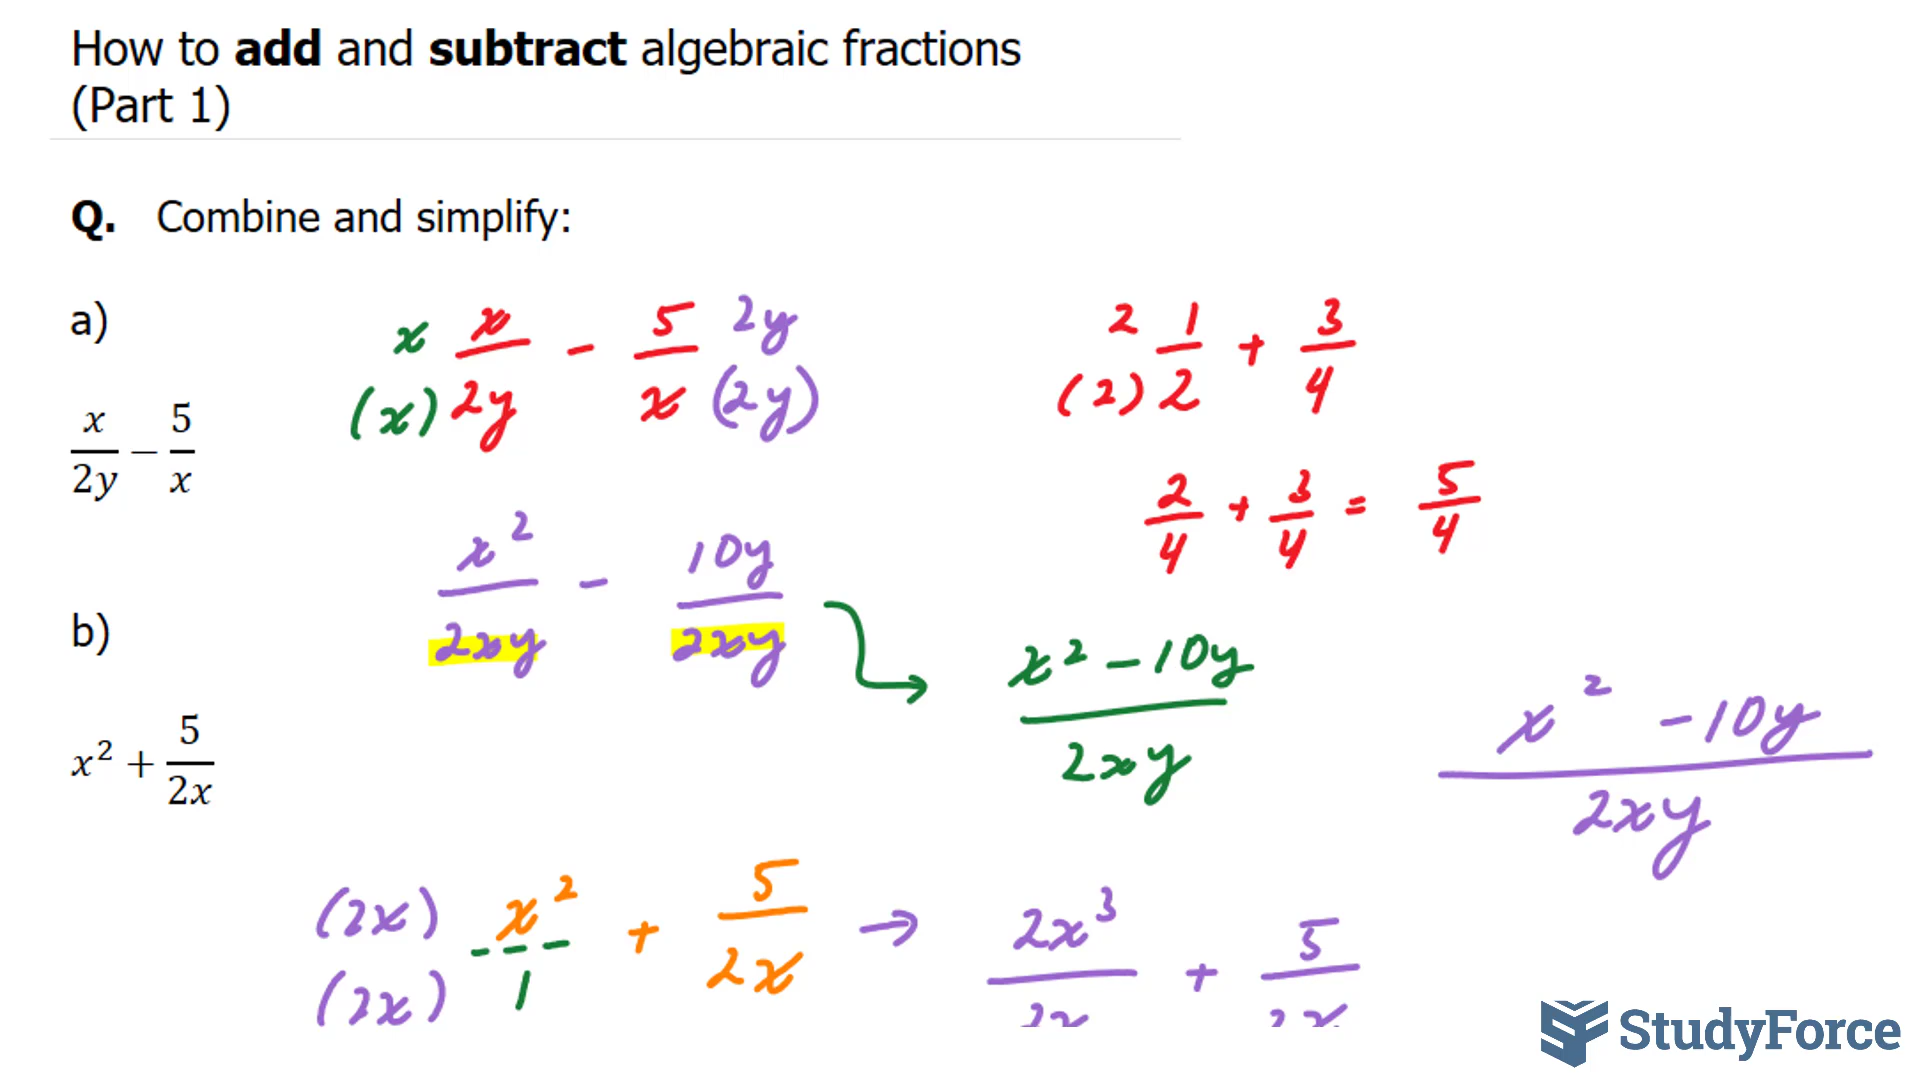 How to add and subtract algebraic fractions
(Part 1)
Q. Combine and simplify:
a)
x/2y − 5/x
x x/(x)2y − 5 2y/x(2y)
x²/2xy − 10y/2xy
x² − 10y/2xy
2 1/(2)2 + 3/4
2/4 + 3/4 = 5/4
x² − 10y/2xy
b)
x² + 5/2x
(2x) x²/(2x) 1 + 5/2x → 2x³/2x + 5/2x
StudyForce